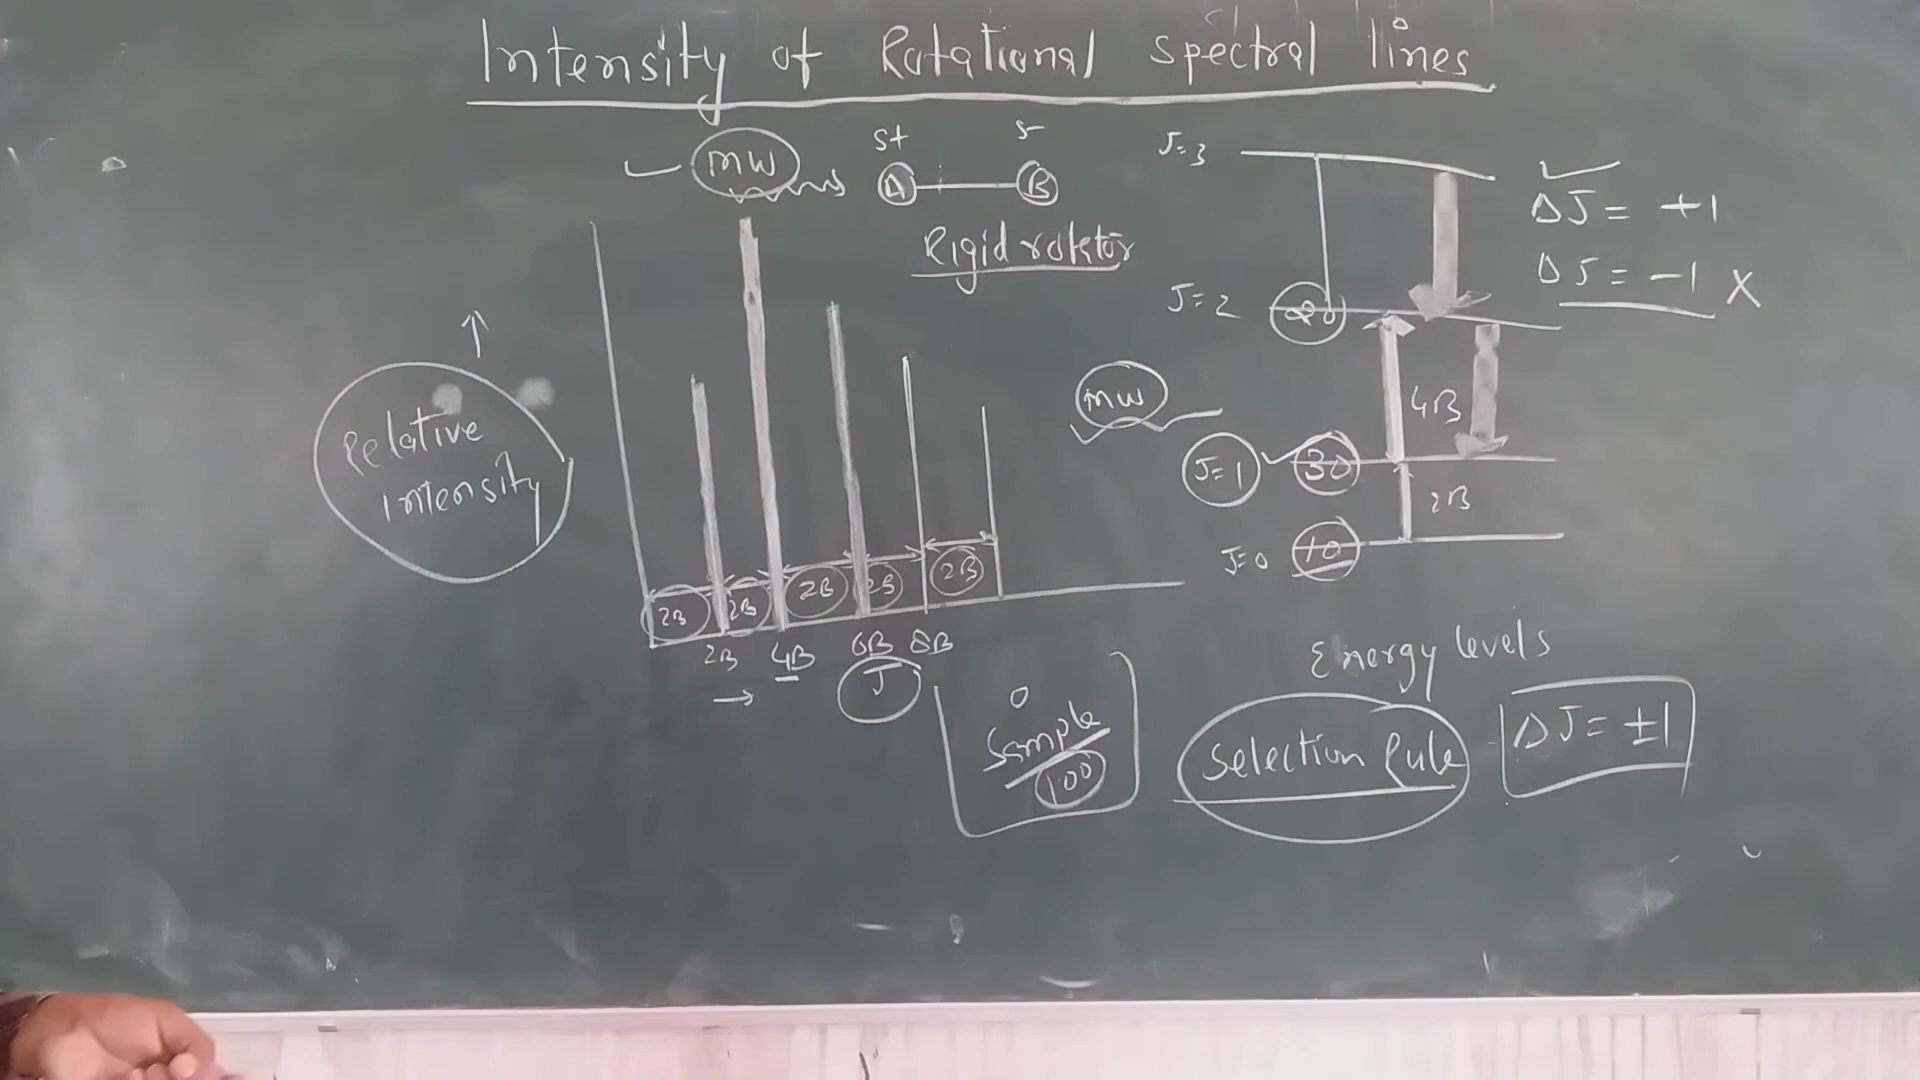 Intensity of Rotational Spectral lines
MW
δ+ δ-
A B
Rigid rotator
Relative
Intensity
2B 2B 2B 2B 2B
2B 4B 6B 8B
J
J=3
J=2
MW
4B
J=1 30
2B
J=0 10
ΔJ= +1
ΔJ= -1 X
Energy levels
Sample
100
Selection Rule
ΔJ= ±1